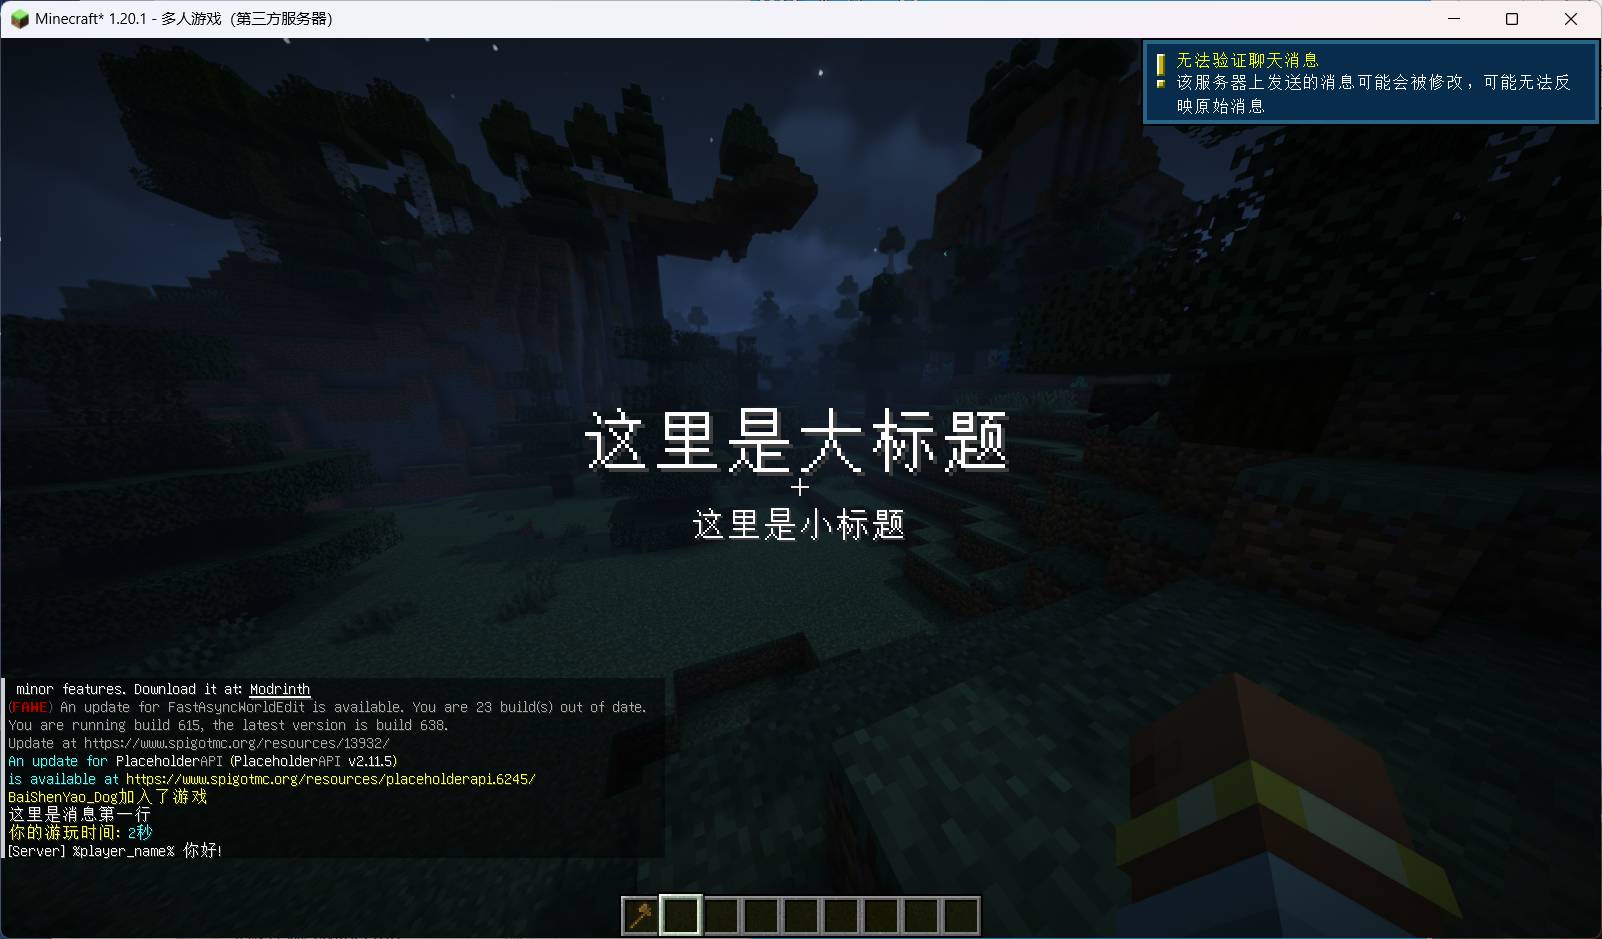 Minecraft* 1.20.1 - 多人游戏（第三方服务器）
无法验证聊天消息
该服务器上发送的消息可能会被修改，可能无法反
映原始消息
这里是大标题
这里是小标题
minor features. Download it at: Modrinth
(FAWE) An update for FastAsyncWorldEdit is available. You are 23 build(s) out of date.
You are running build 615, the latest version is build 638.
Update at https://www.spigotmc.org/resources/13932/
An update for PlaceholderAPI (PlaceholderAPI v2.11.5)
is available at https://www.spigotmc.org/resources/placeholderapi.6245/
BaiShenYao_Dog加入了游戏
这里是消息第一行
你的游玩时间: 2秒
[Server] %player_name% 你好!